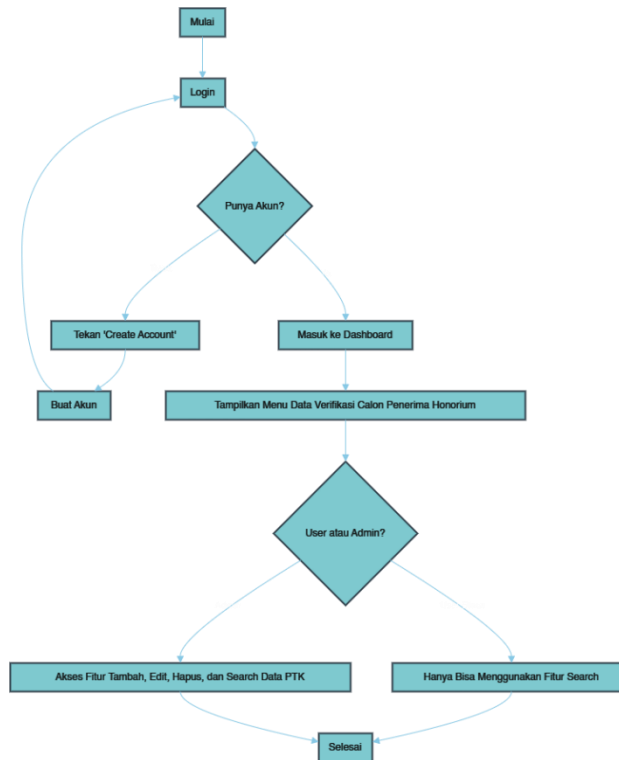 Mulai
Login
Punya Akun?
Tekan 'Create Account'
Masuk ke Dashboard
Buat Akun
Tampilkan Menu Data Verifikasi Calon Penerima Honorium
User atau Admin?
Akses Fitur Tambah, Edit, Hapus, dan Search Data PTK
Hanya Bisa Menggunakan Fitur Search
Selesai